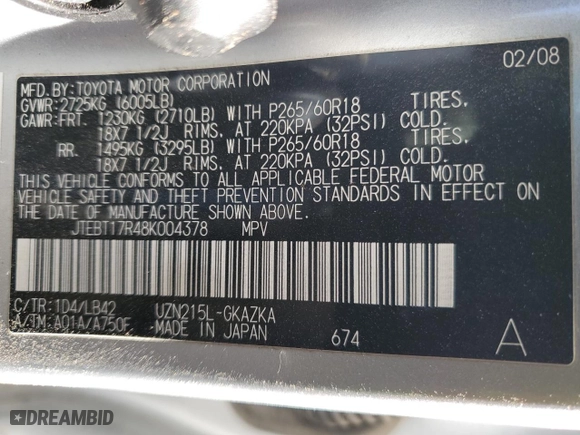 MFD. BY: TOYOTA MOTOR CORPORATION 02/08
GVWR: 2725KG (6005LB)
GAWR: FRT. 1230KG (2710LB) WITH P265/60R18 TIRES,
18X7 1/2J RIMS, AT 220KPA (32PSI) COLD.
RR. 1495KG (3295LB) WITH P265/60R18 TIRES,
18X7 1/2J RIMS, AT 220KPA (32PSI) COLD.
THIS VEHICLE CONFORMS TO ALL APPLICABLE FEDERAL MOTOR
VEHICLE SAFETY AND THEFT PREVENTION STANDARDS IN EFFECT ON
THE DATE OF MANUFACTURE SHOWN ABOVE.
JTEBT17R48K004378 MPV
C/TR: 1D4/LB42 UZN215L-GKAZKA
A/TM: A01A/A750F MADE IN JAPAN 674 A
DREAMBID